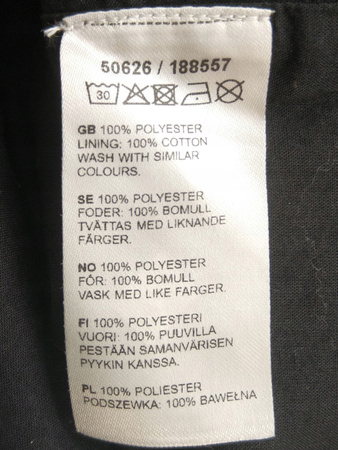 50626 / 188557
30
GB 100% POLYESTER
LINING: 100% COTTON
WASH WITH SIMILAR
COLOURS.
SE 100% POLYESTER
FODER: 100% BOMULL
TVÄTTAS MED LIKNANDE
FÄRGER.
NO 100% POLYESTER
FÓR: 100% BOMULL
VASK MED LIKE FARGER.
FI 100% POLYESTERI
VUORI: 100% PUUVILLA
PESTÄÄN SAMANVÄRISEN
PYYKIN KANSSA.
PL 100% POLIESTER
PODSZEWKA: 100% BAWEŁNA